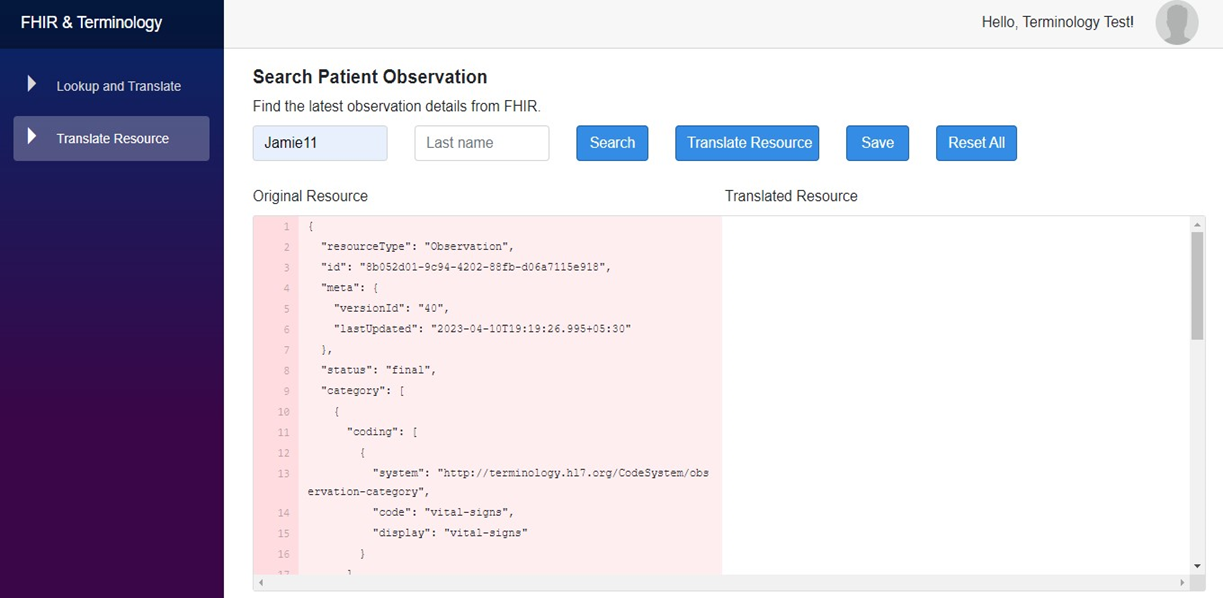 FHIR & Terminology
Hello, Terminology Test!
Lookup and Translate
Translate Resource
Search Patient Observation
Find the latest observation details from FHIR.
Jamie11 Last name Search Translate Resource Save Reset All
Original Resource Translated Resource
1 {
2 "resourceType": "Observation",
3 "id": "8b052d01-9c94-4202-88fb-d06a7115e918",
4 "meta": {
5 "versionId": "40",
6 "lastUpdated": "2023-04-10T19:19:26.995+05:30"
7 },
8 "status": "final",
9 "category": [
10 {
11 "coding": [
12 {
13 "system": "http://terminology.hl7.org/CodeSystem/obs
ervation-category",
14 "code": "vital-signs",
15 "display": "vital-signs"
16 }
17 ]